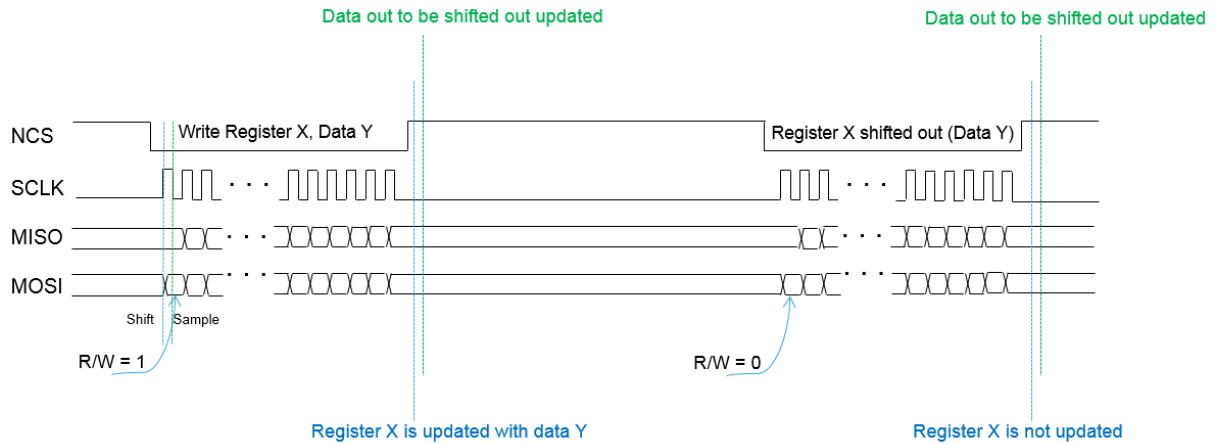 Data out to be shifted out updated
Data out to be shifted out updated
NCS
Write Register X, Data Y
Register X shifted out (Data Y)
SCLK
. . .
. . .
MISO
. . .
. . .
MOSI
. . .
. . .
Shift
Sample
R/W = 1
R/W = 0
Register X is updated with data Y
Register X is not updated